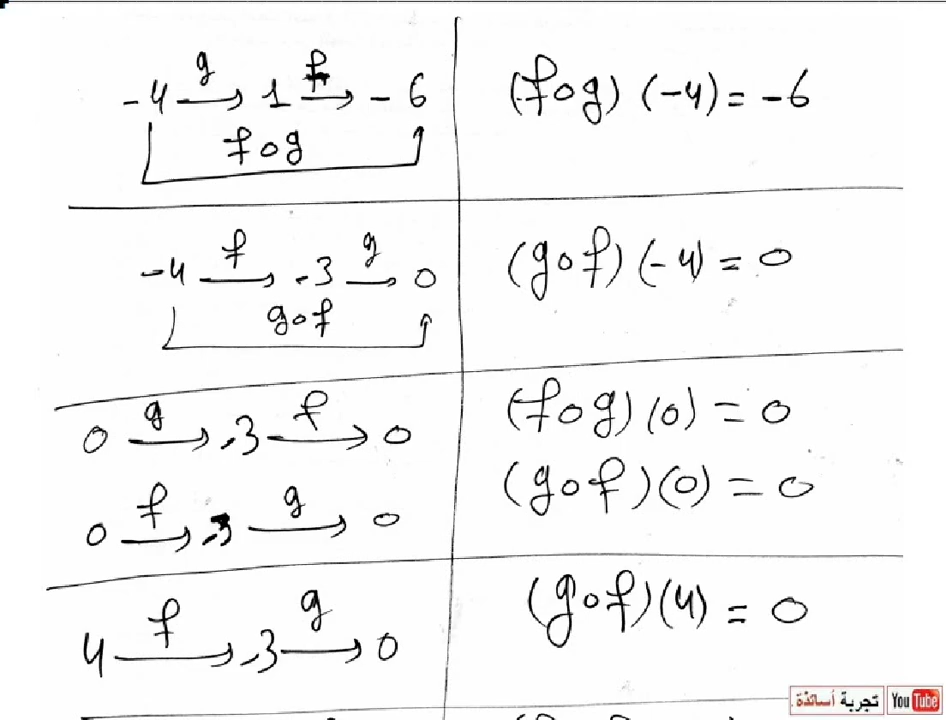 -4 —g→ 1 —f→ -6
fog
(fog)(-4) = -6
-4 —f→ -3 —g→ 0
gof
(gof)(-4) = 0
0 —g→ -3 —f→ 0
(fog)(0) = 0
0 —f→ -3 —g→ 0
(gof)(0) = 0
4 —f→ -3 —g→ 0
(gof)(4) = 0
تجربة أساتذة. YouTube